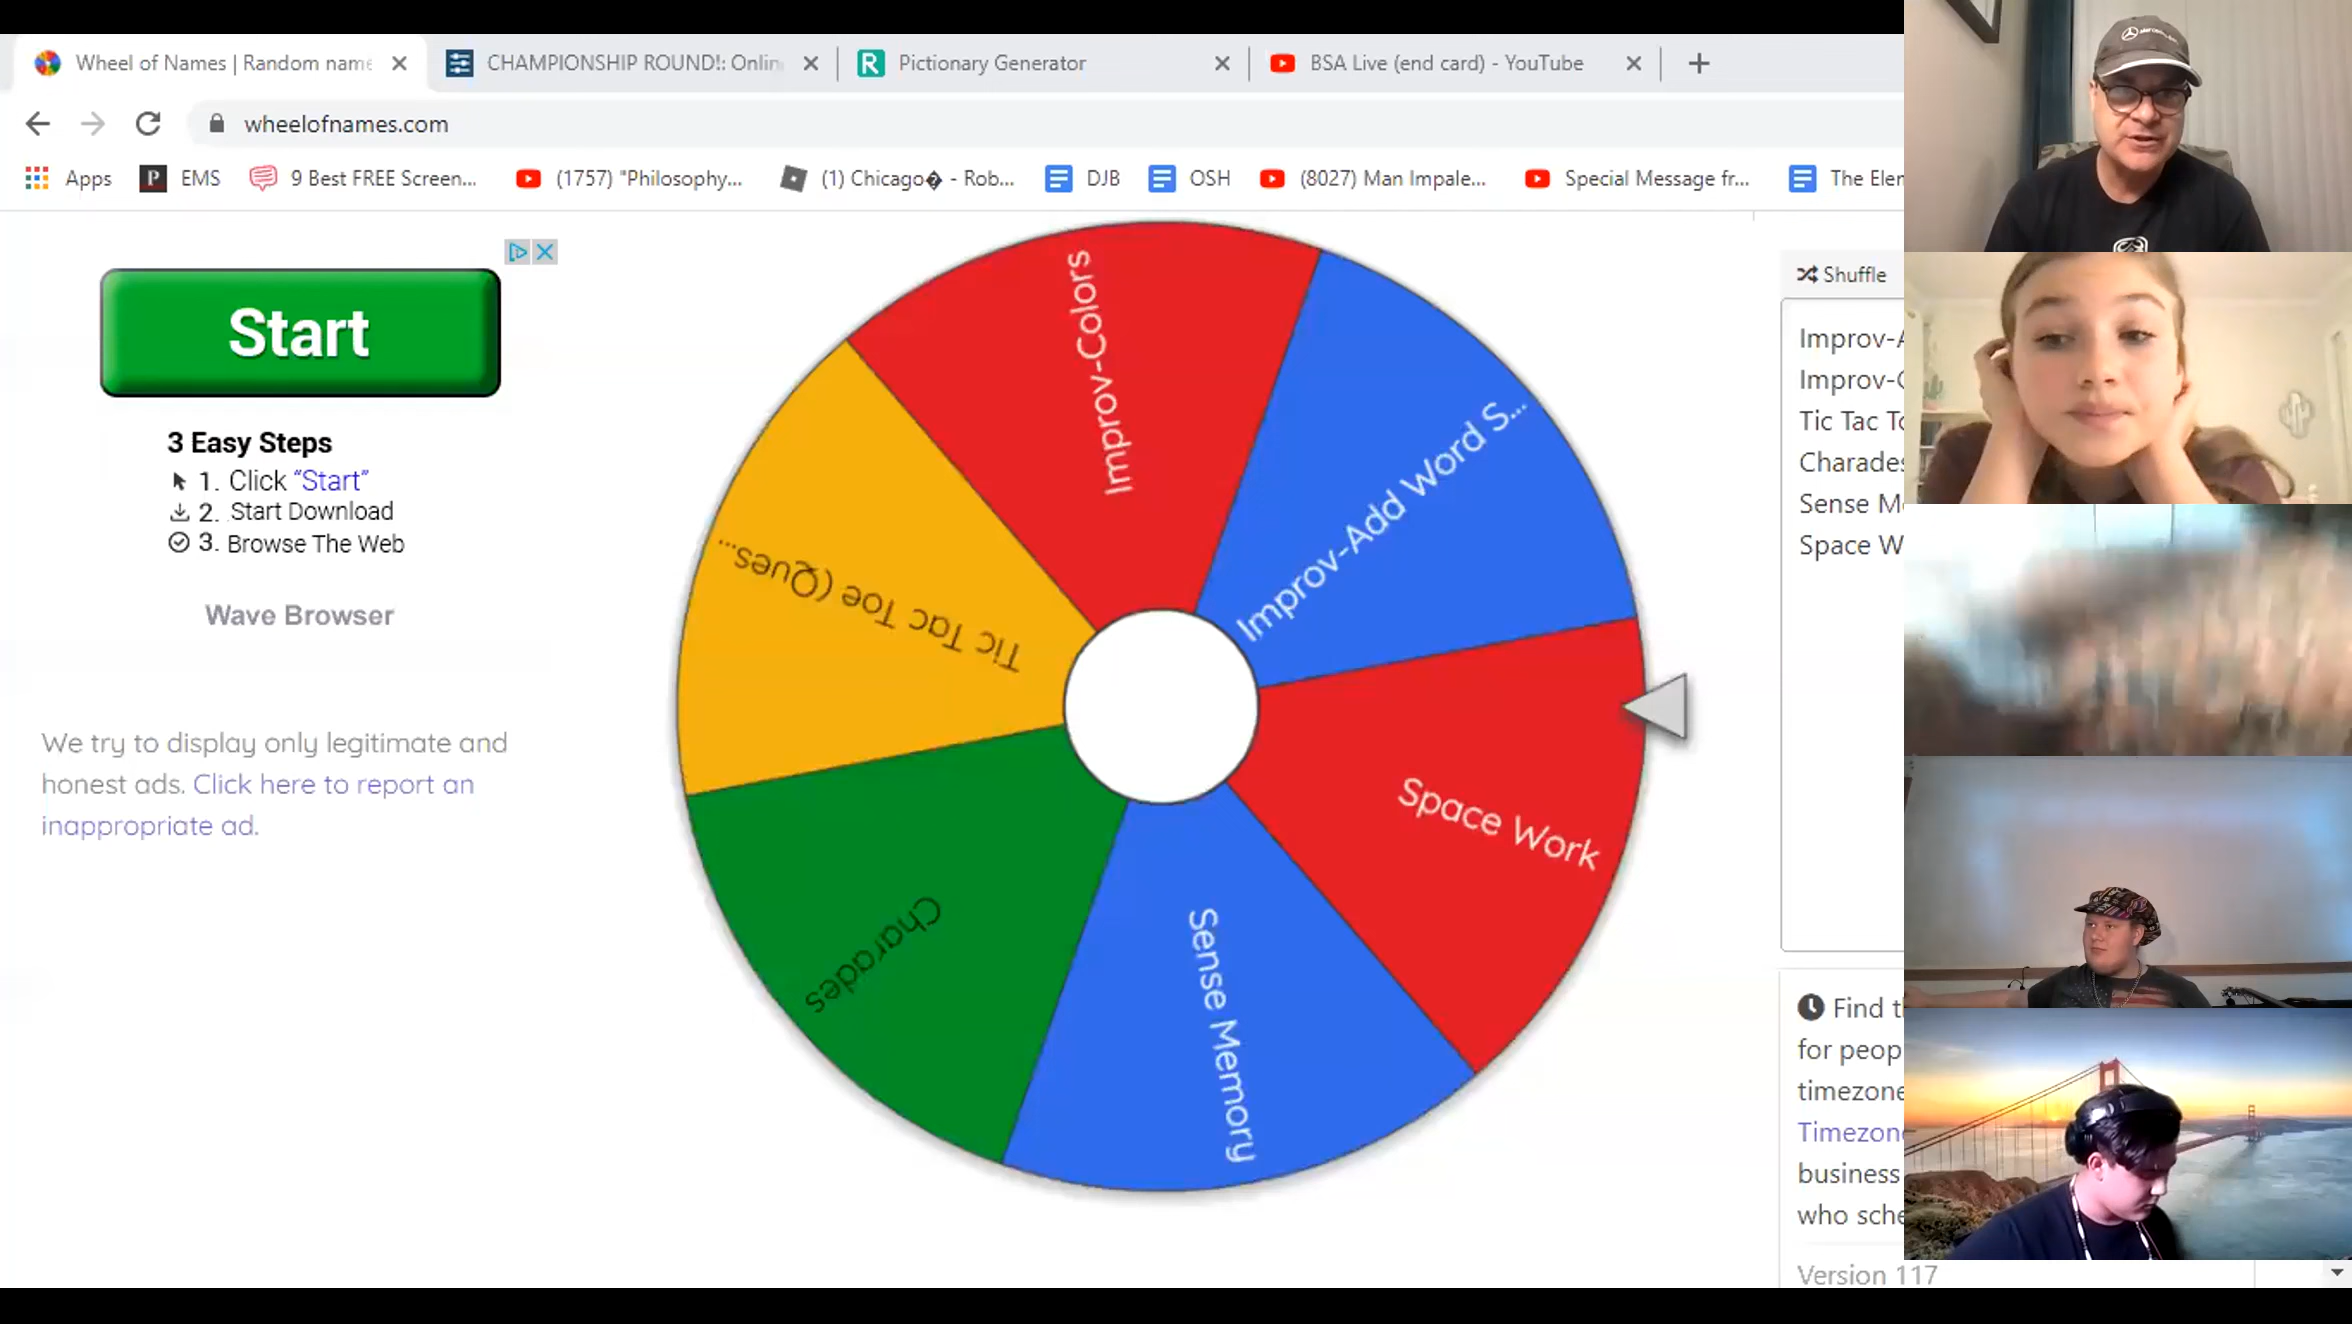 Wheel of Names | Random name
CHAMPIONSHIP ROUND!: Onlin
Pictionary Generator
BSA Live (end card) - YouTube
wheelofnames.com
Apps
EMS
9 Best FREE Screen...
(1757) "Philosophy...
(1) Chicago� - Rob...
DJB
OSH
(8027) Man Impale...
Special Message fr...
The Eler
Start
3 Easy Steps
1. Click “Start”
2. Start Download
3. Browse The Web
Wave Browser
We try to display only legitimate and
honest ads. Click here to report an
inappropriate ad.
Improv-Colors
Improv-Add Word S...
Space Work
Sense Memory
Charades
Tic Tac Toe (Ques...
Shuffle
Improv-A
Improv-C
Tic Tac To
Charades
Sense Me
Space W
Find t
for peop
timezone
Timezone
business
who sche
Version 117